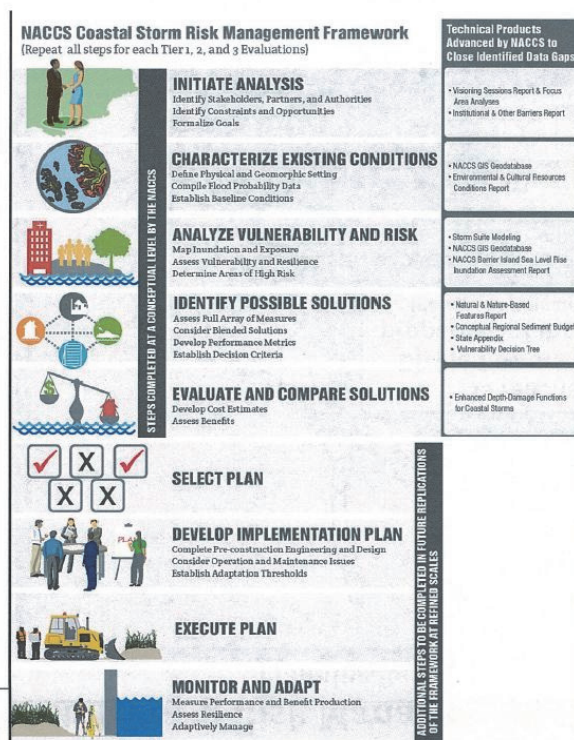 NACCS Coastal Storm Risk Management Framework
(Repeat all steps for each Tier 1, 2, and 3 Evaluations)
Technical Products
Advanced by NACCS to
Close Identified Data Gaps
STEPS COMPLETED AT A CONCEPTUAL LEVEL BY THE NACCS
INITIATE ANALYSIS
Identify Stakeholders, Partners, and Authorities
Identify Constraints and Opportunities
Formalize Goals
• Visioning Sessions Report & Focus
Area Analyses
• Institutional & Other Barriers Report
CHARACTERIZE EXISTING CONDITIONS
Define Physical and Geomorphic Setting
Compile Flood Probability Data
Establish Baseline Conditions
• NACCS GIS Geodatabase
• Environmental & Cultural Resources
Conditions Report
ANALYZE VULNERABILITY AND RISK
Map Inundation and Exposure
Assess Vulnerability and Resilience
Determine Areas of High Risk
• Storm Suite Modeling
• NACCS GIS Geodatabase
• NACCS Barrier Island Sea Level Rise
Inundation Assessment Report
IDENTIFY POSSIBLE SOLUTIONS
Assess Full Array of Measures
Consider Blended Solutions
Develop Performance Metrics
Establish Decision Criteria
• Natural & Nature-Based
Features Report
• Conceptual Regional Sediment Budget
• State Appendix
• Vulnerability Decision Tree
EVALUATE AND COMPARE SOLUTIONS
Develop Cost Estimates
Assess Benefits
• Enhanced Depth-Damage Functions
for Coastal Storms
X
X X
SELECT PLAN
PLAN
DEVELOP IMPLEMENTATION PLAN
Complete Pre-construction Engineering and Design
Consider Operation and Maintenance Issues
Establish Adaptation Thresholds
EXECUTE PLAN
MONITOR AND ADAPT
Measure Performance and Benefit Production
Assess Resilience
Adaptively Manage
ADDITIONAL STEPS TO BE COMPLETED IN FUTURE REPLICATIONS
OF THE FRAMEWORK AT REFINED SCALES